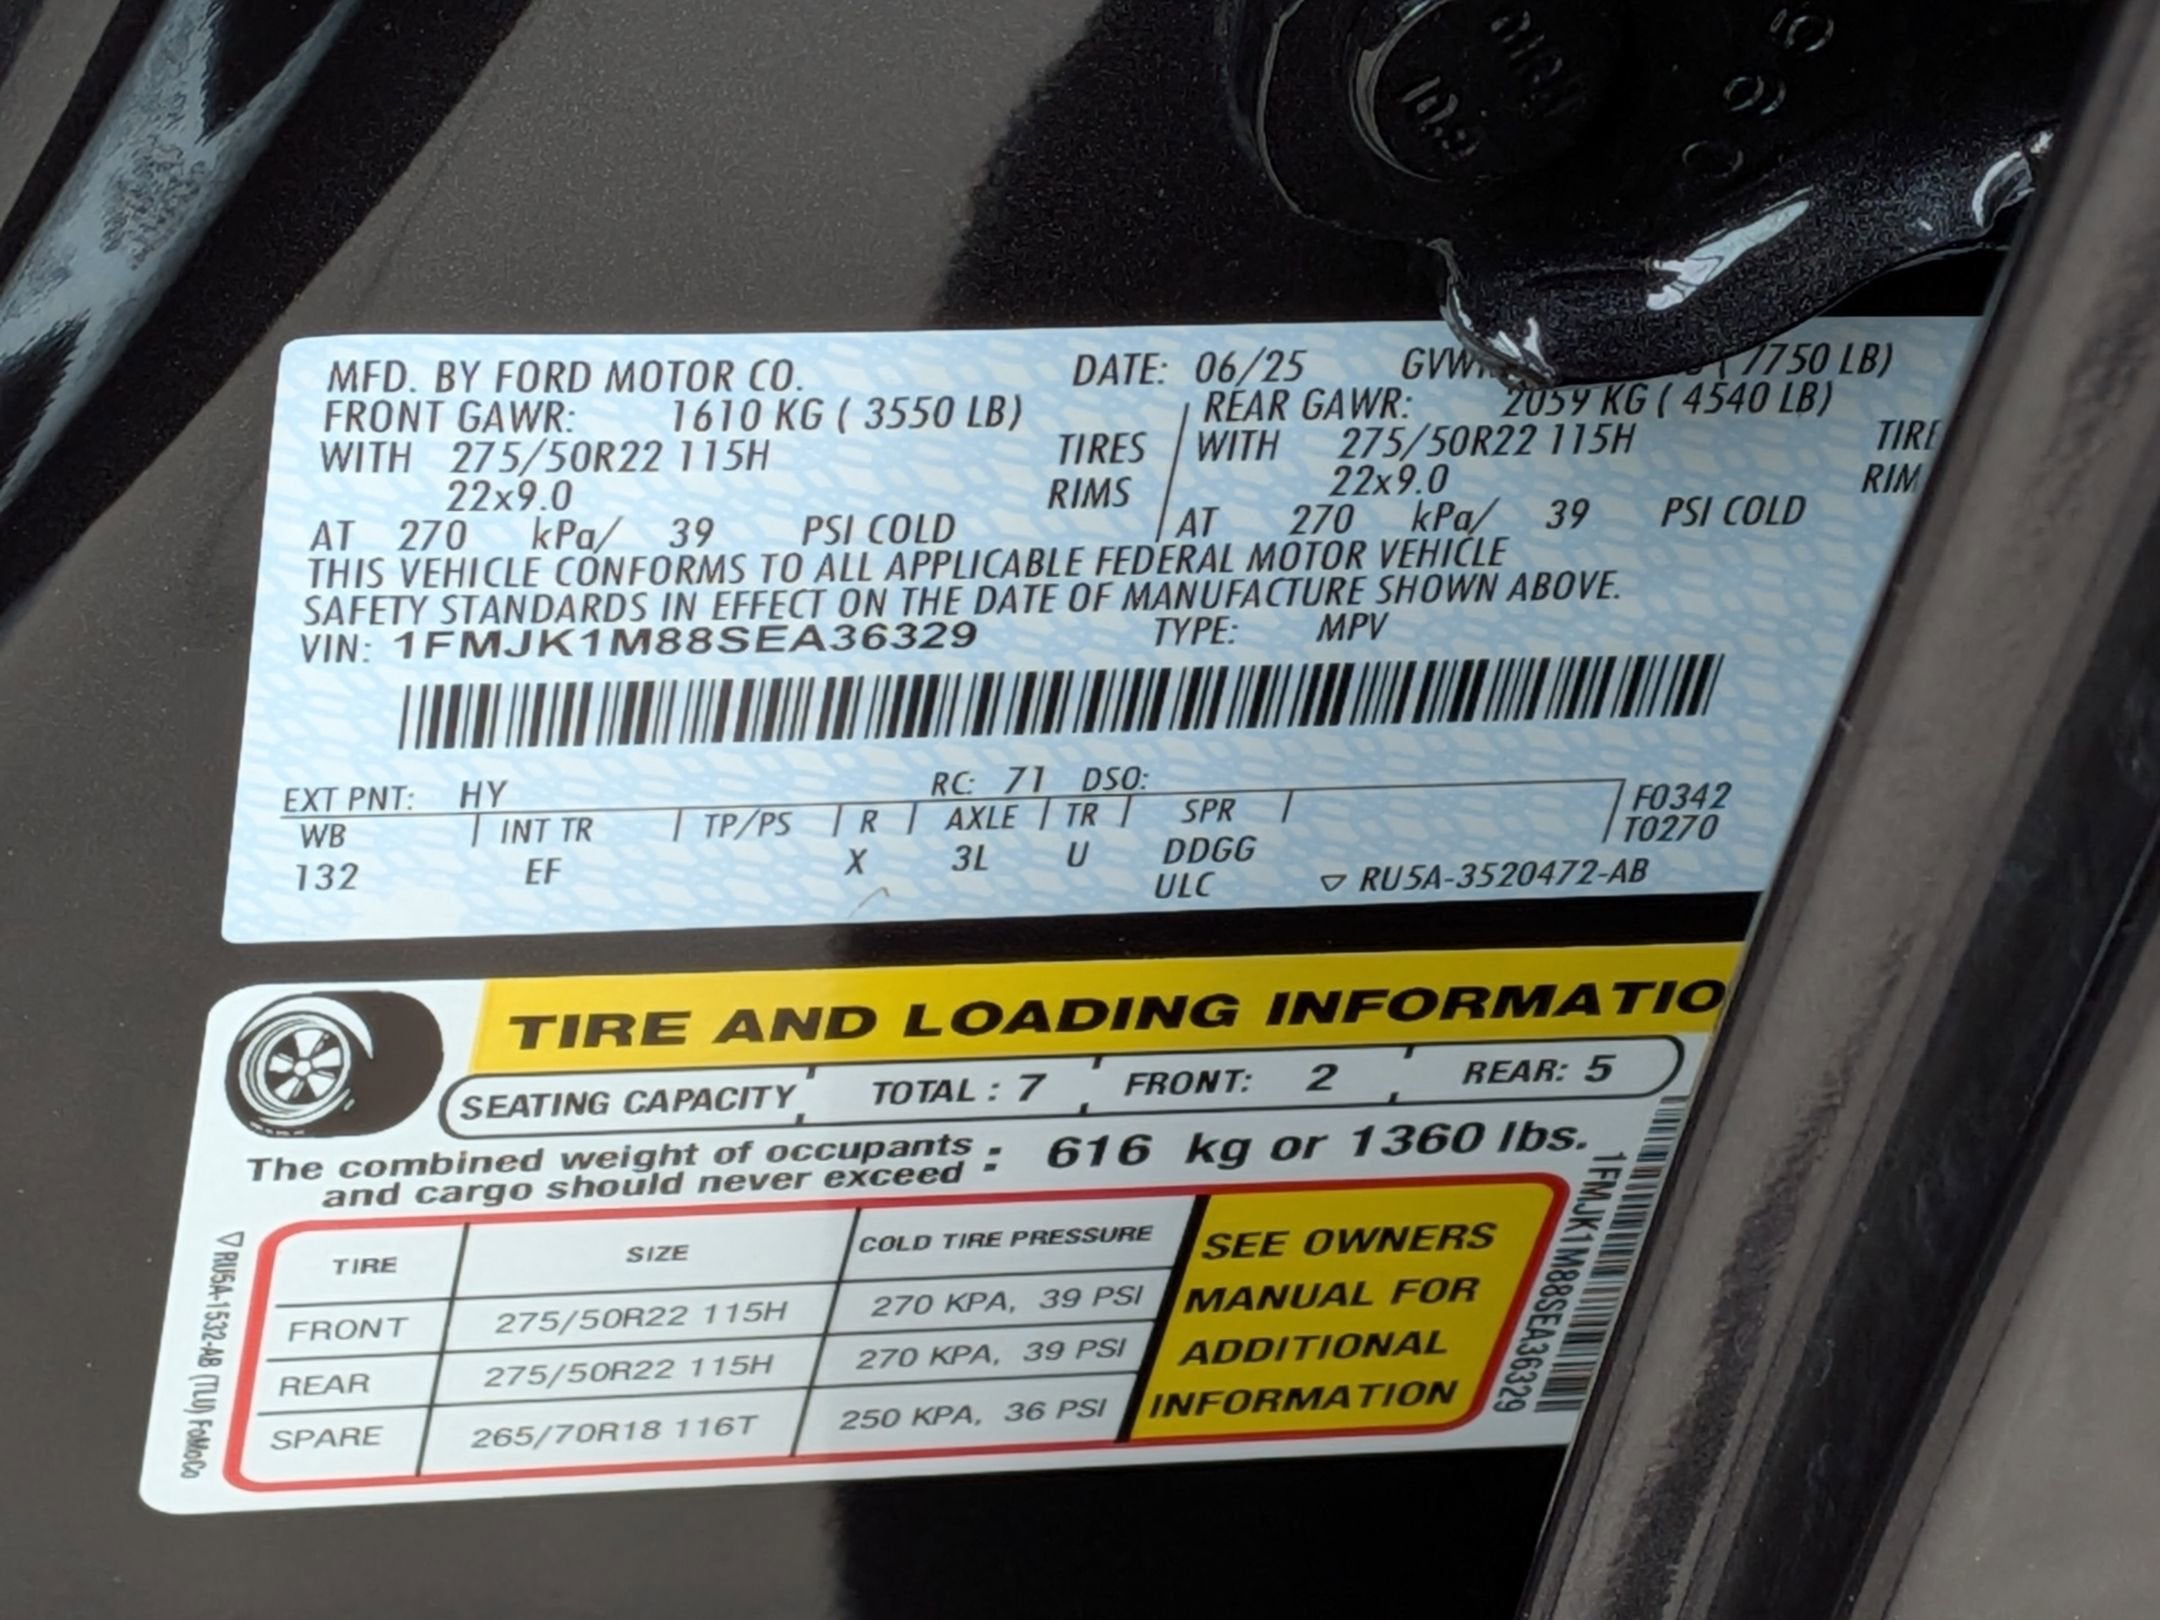 MFD. BY FORD MOTOR CO. DATE: 06/25 GVW 7750 LB)
FRONT GAWR: 1610 KG ( 3550 LB) REAR GAWR: 2059 KG ( 4540 LB)
WITH 275/50R22 115H TIRES WITH 275/50R22 115H TIRE
22x9.0 RIMS 22x9.0 RIM
AT 270 kPa/ 39 PSI COLD AT 270 kPa/ 39 PSI COLD
THIS VEHICLE CONFORMS TO ALL APPLICABLE FEDERAL MOTOR VEHICLE
SAFETY STANDARDS IN EFFECT ON THE DATE OF MANUFACTURE SHOWN ABOVE.
VIN: 1FMJK1M88SEA36329 TYPE: MPV
EXT PNT: HY RC: 71 DSO:
WB INT TR TP/PS R AXLE TR SPR F0342
T0270
132 EF X 3L U DDGG
ULC ▽ RU5A-3520472-AB
TIRE AND LOADING INFORMATIO
SEATING CAPACITY TOTAL : 7 FRONT: 2 REAR: 5
The combined weight of occupants
and cargo should never exceed : 616 kg or 1360 lbs.
TIRE SIZE COLD TIRE PRESSURE
FRONT 275/50R22 115H 270 KPA, 39 PSI
REAR 275/50R22 115H 270 KPA, 39 PSI
SPARE 265/70R18 116T 250 KPA, 36 PSI
SEE OWNERS
MANUAL FOR
ADDITIONAL
INFORMATION
▽RU5A-1532-AB (TLU) FoMoCo
1FMJK1M88SEA36329